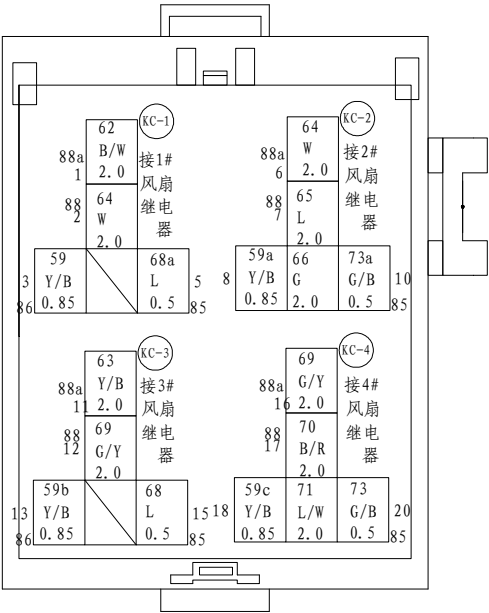 KC-1
62
B/W
2.0
88a
1
接1#
风扇
继电
器
64
W
2.0
88
2
59
Y/B
0.85
3
86
68a
L
0.5
5
85
KC-2
64
W
2.0
88a
6
接2#
风扇
继电
器
65
L
2.0
88
7
59a
Y/B
0.85
8
66
G
2.0
73a
G/B
0.5
10
85
KC-3
63
Y/B
2.0
88a
11
接3#
风扇
继电
器
69
G/Y
2.0
88
12
59b
Y/B
0.85
13
86
68
L
0.5
15
85
KC-4
69
G/Y
2.0
88a
16
接4#
风扇
继电
器
70
B/R
2.0
88
17
59c
Y/B
0.85
18
71
L/W
2.0
73
G/B
0.5
20
85